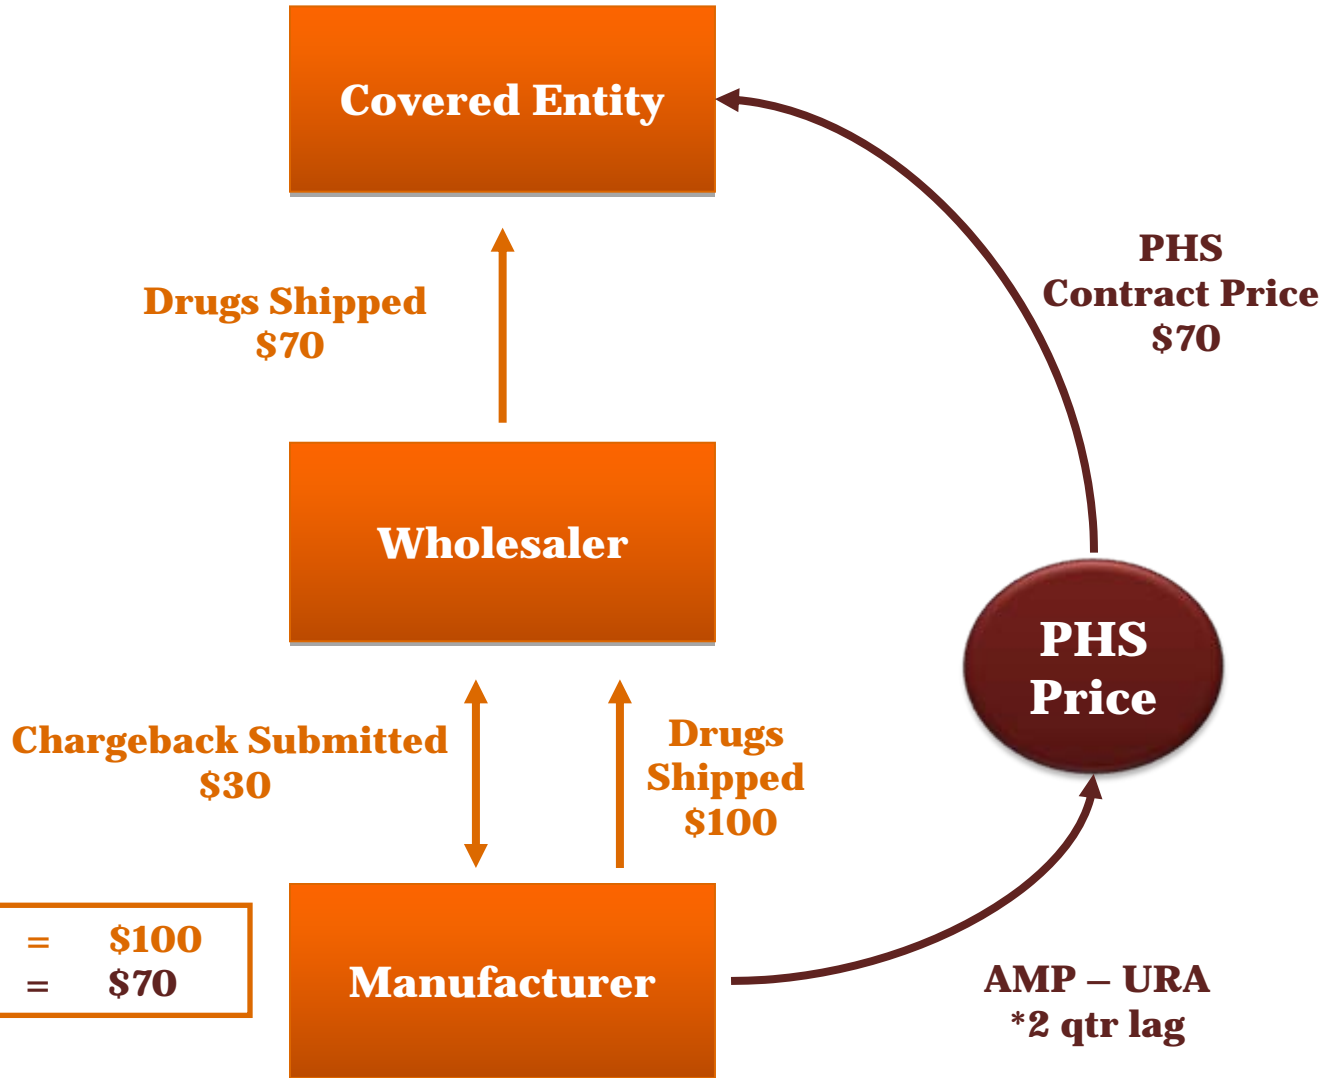 Covered Entity
PHS
Contract Price
$70
Drugs Shipped
$70
Wholesaler
PHS
Price
Chargeback Submitted
$30
Drugs
Shipped
$100
= $100
= $70
Manufacturer
AMP – URA
*2 qtr lag